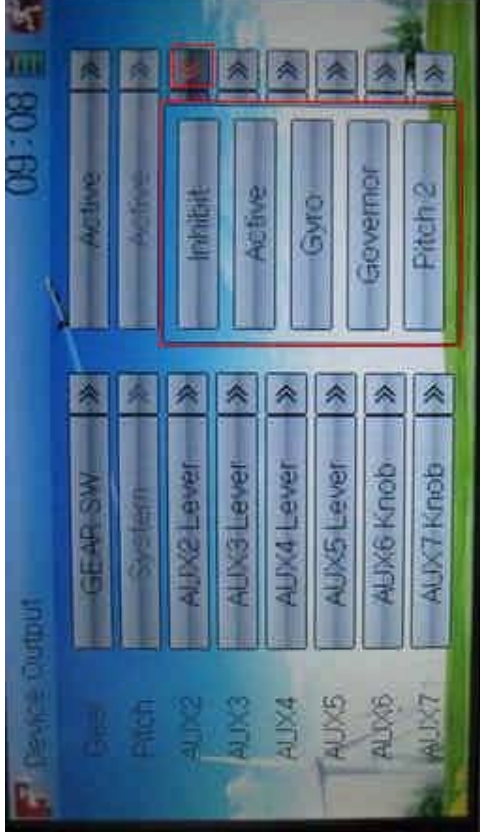 Device Output 09:08
Gear GEAR SW Active
Pitch System Active
AUX2 AUX2 Lever
AUX3 AUX3 Lever
AUX4 AUX4 Lever
AUX5 AUX5 Lever
AUX6 AUX6 Knob
AUX7 AUX7 Knob
Inhibit
Active
Gyro
Governor
Pitch 2